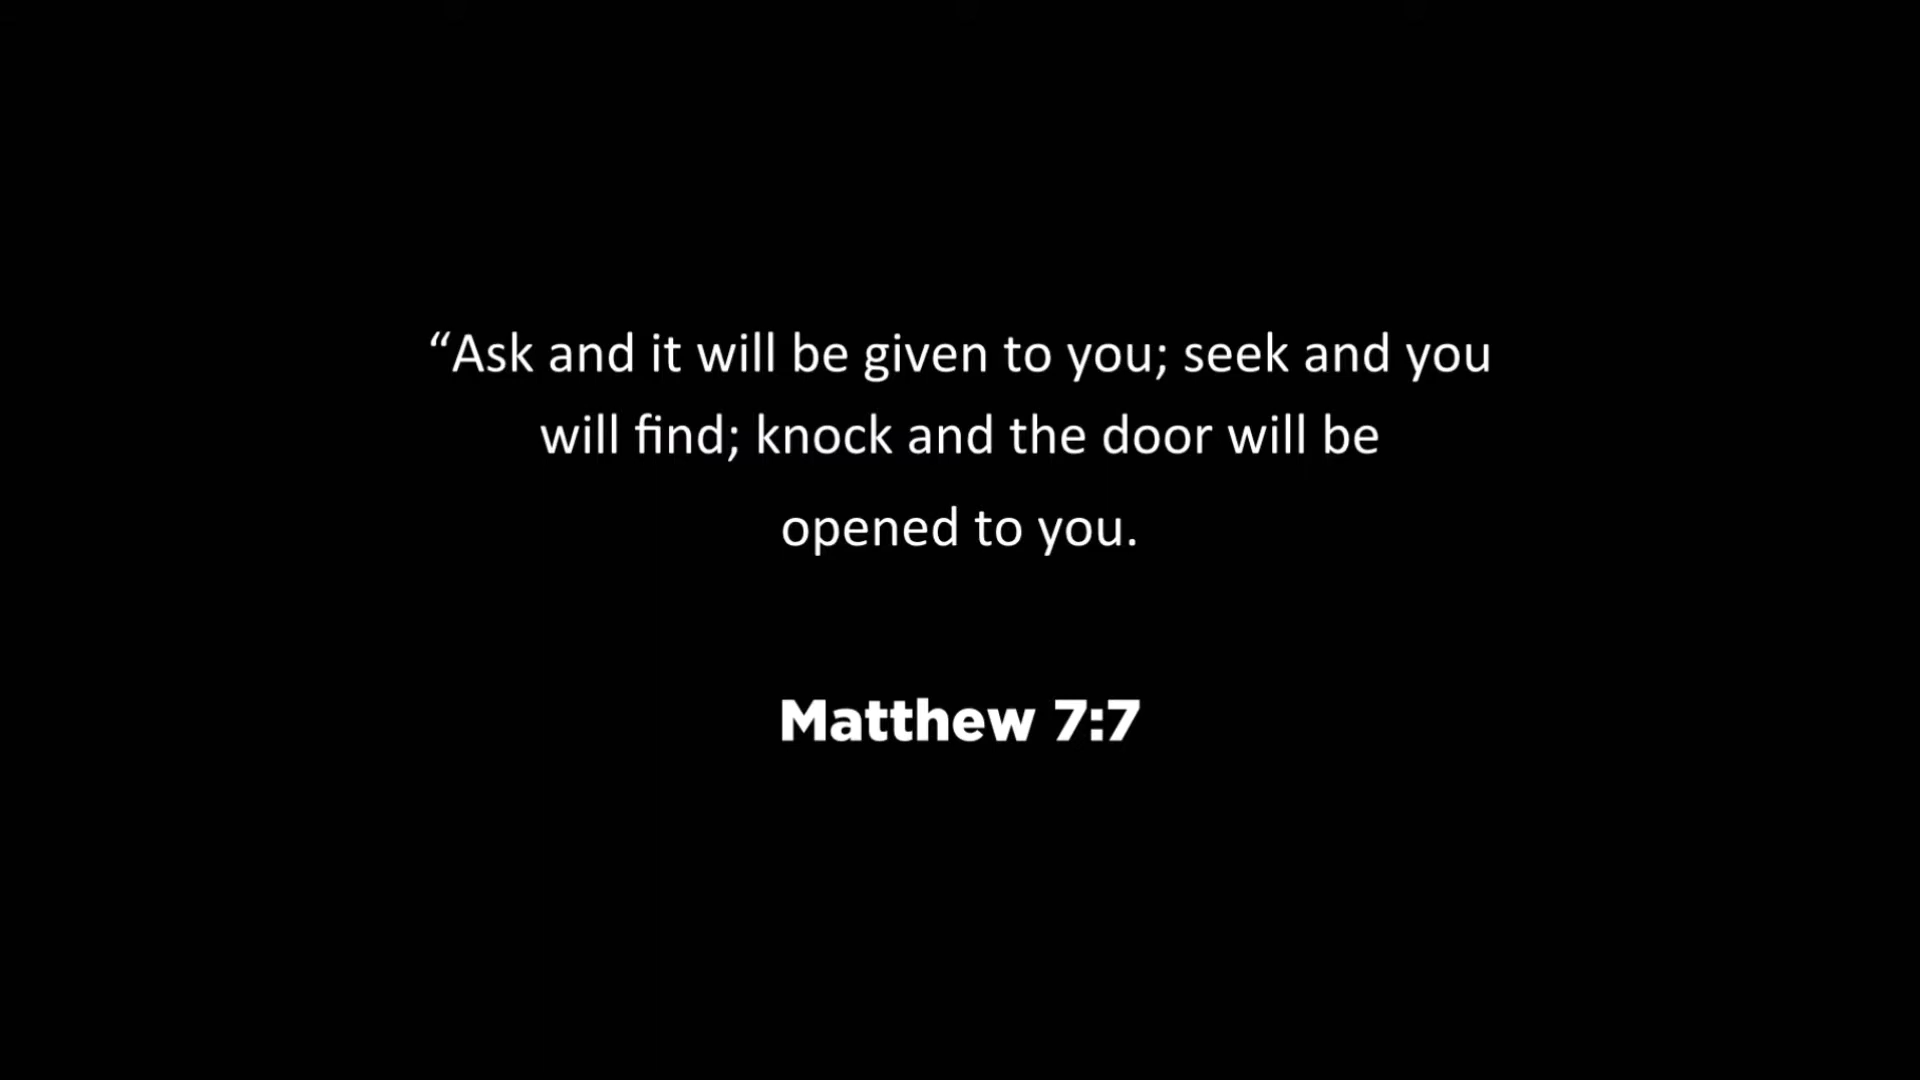 “Ask and it will be given to you; seek and you
will find; knock and the door will be
opened to you.
Matthew 7:7